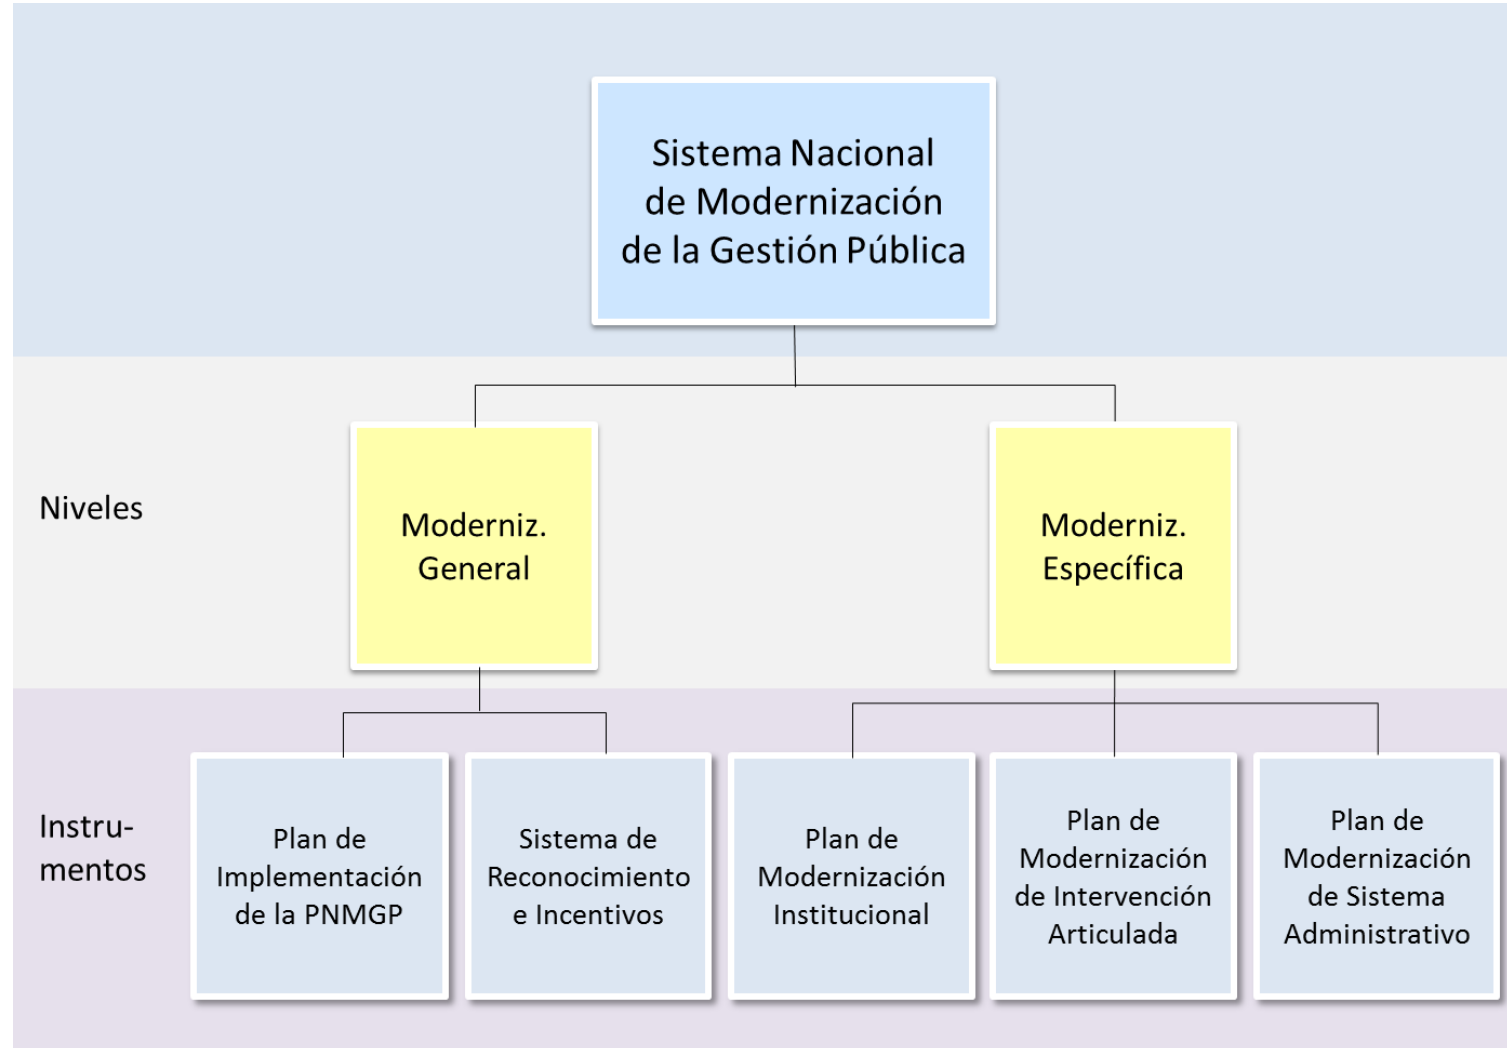 Sistema Nacional
de Modernización
de la Gestión Pública
Niveles
Moderniz.
General
Moderniz.
Específica
Instru-
mentos
Plan de
Implementación
de la PNMGP
Sistema de
Reconocimiento
e Incentivos
Plan de
Modernización
Institucional
Plan de
Modernización
de Intervención
Articulada
Plan de
Modernización
de Sistema
Administrativo